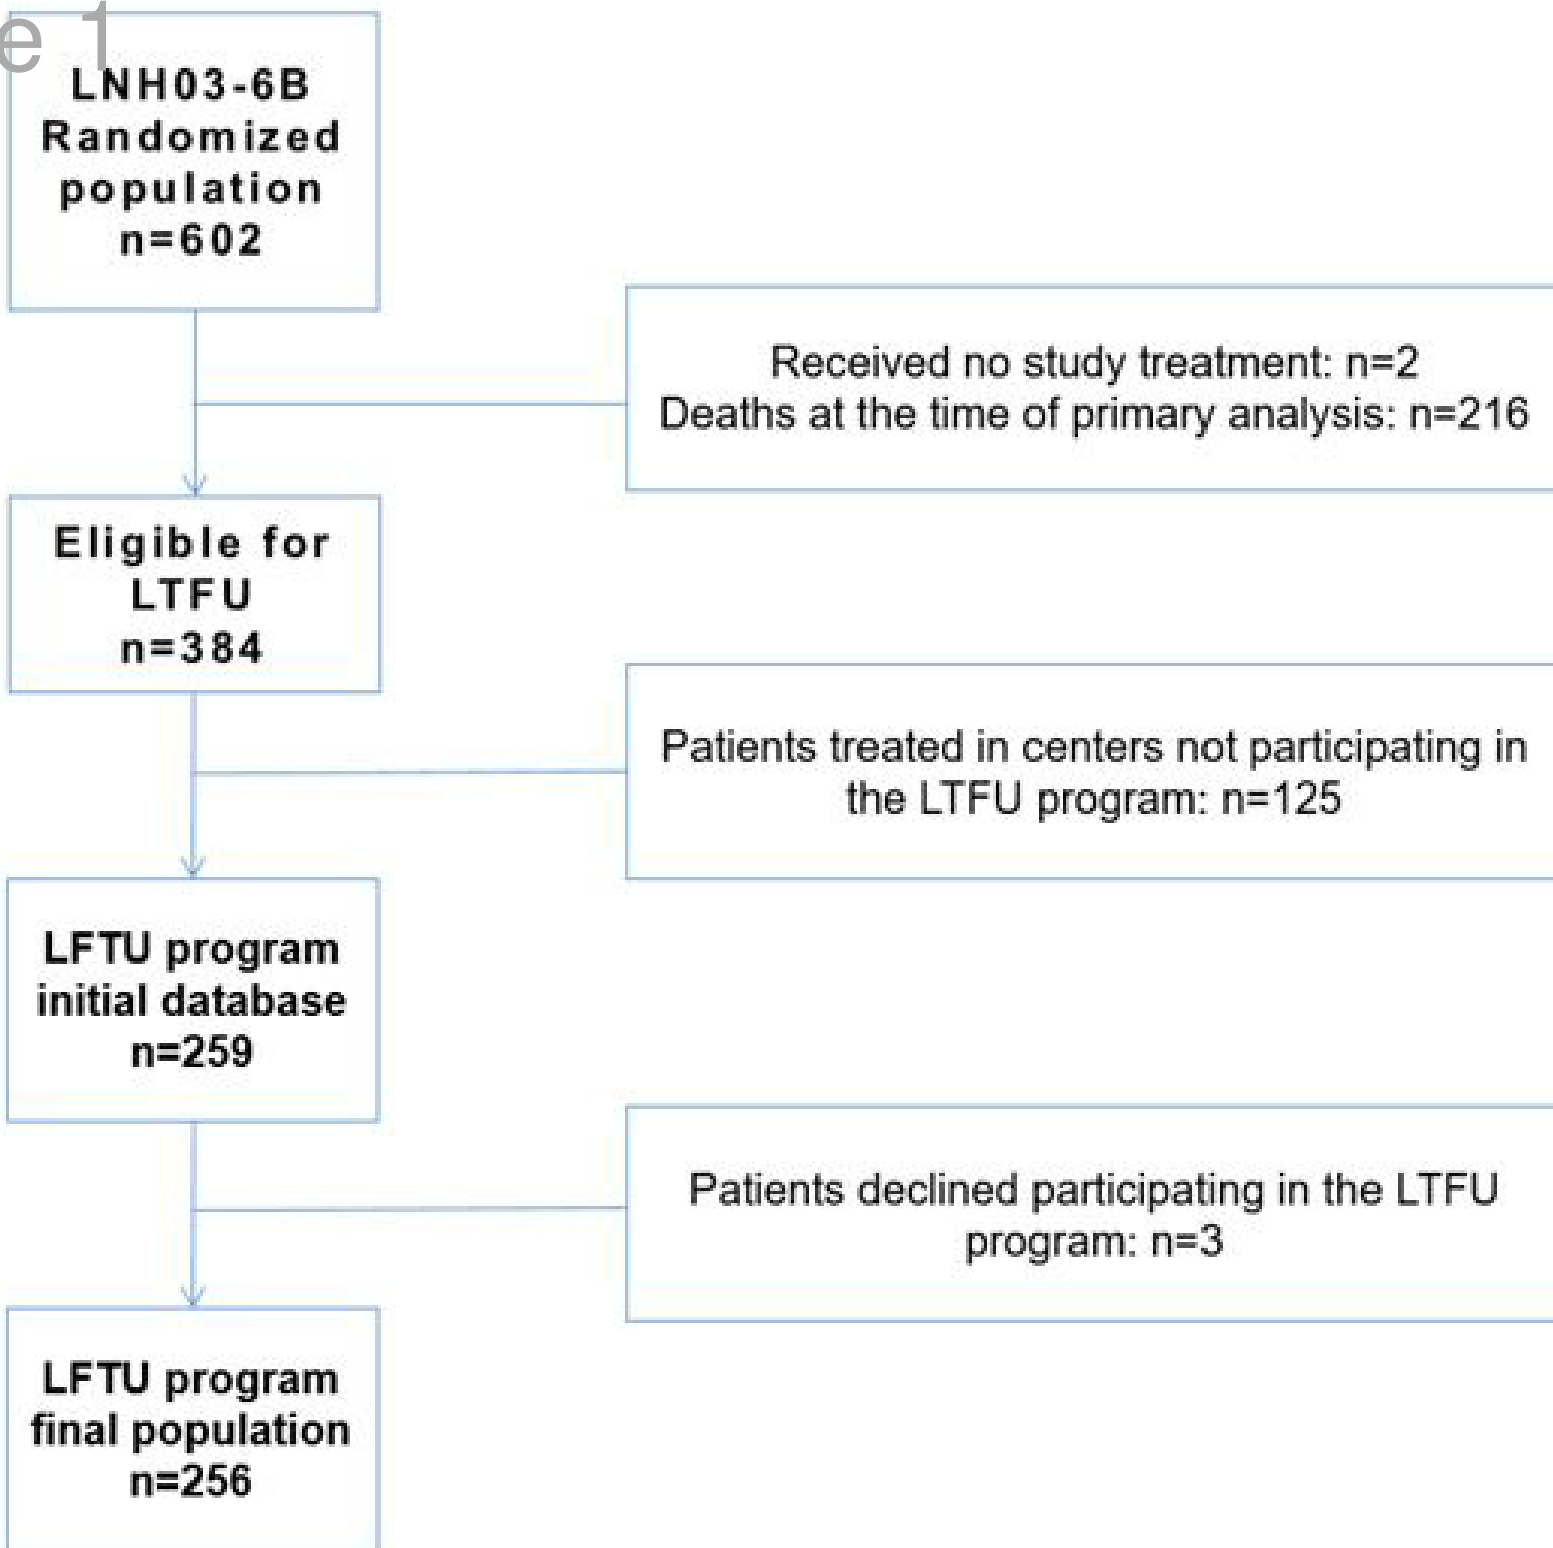 e 1
LNH03-6B
Randomized
population
n=602
Received no study treatment: n=2
Deaths at the time of primary analysis: n=216
Eligible for
LTFU
n=384
Patients treated in centers not participating in
the LTFU program: n=125
LFTU program
initial database
n=259
Patients declined participating in the LTFU
program: n=3
LFTU program
final population
n=256